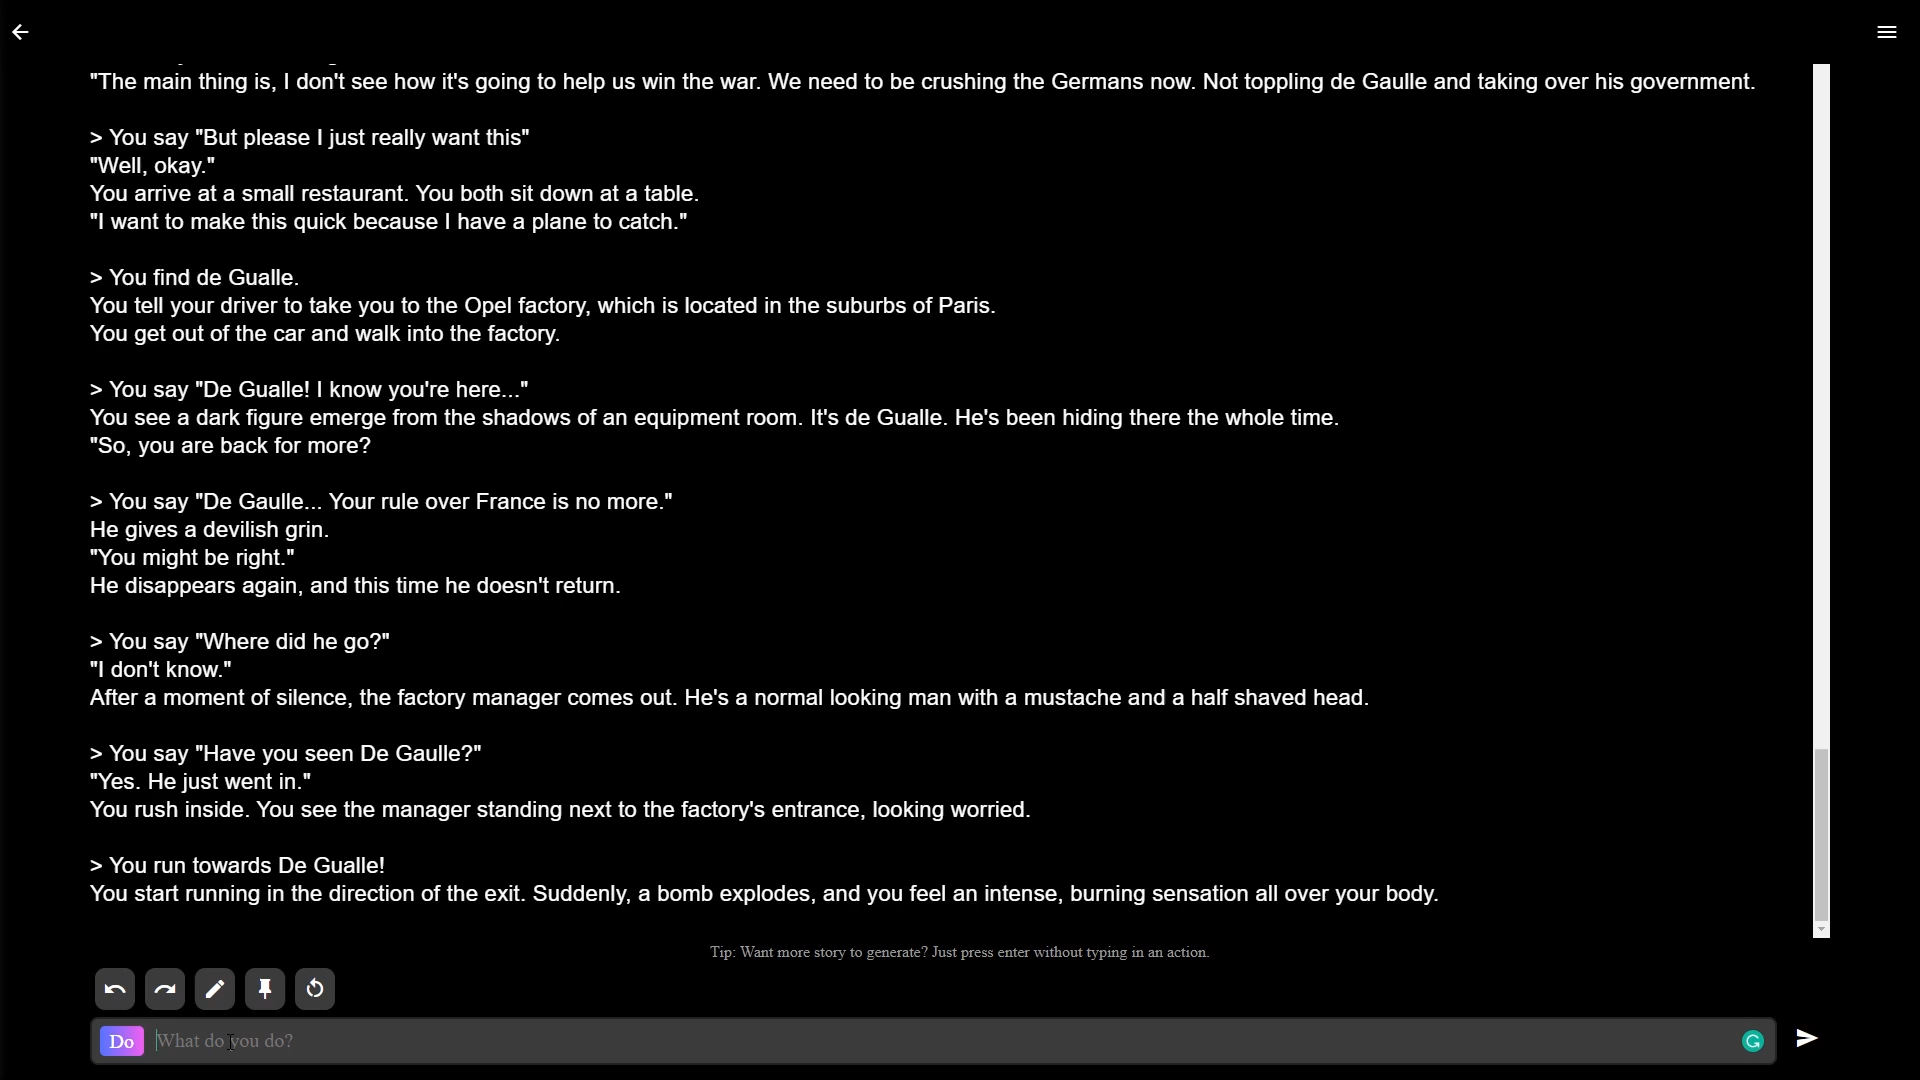 "The main thing is, I don't see how it's going to help us win the war. We need to be crushing the Germans now. Not toppling de Gaulle and taking over his government.
> You say "But please I just really want this"
"Well, okay."
You arrive at a small restaurant. You both sit down at a table.
"I want to make this quick because I have a plane to catch."
> You find de Gualle.
You tell your driver to take you to the Opel factory, which is located in the suburbs of Paris.
You get out of the car and walk into the factory.
> You say "De Gualle! I know you're here..."
You see a dark figure emerge from the shadows of an equipment room. It's de Gualle. He's been hiding there the whole time.
"So, you are back for more?
> You say "De Gaulle... Your rule over France is no more."
He gives a devilish grin.
"You might be right."
He disappears again, and this time he doesn't return.
> You say "Where did he go?"
"I don't know."
After a moment of silence, the factory manager comes out. He's a normal looking man with a mustache and a half shaved head.
> You say "Have you seen De Gaulle?"
"Yes. He just went in."
You rush inside. You see the manager standing next to the factory's entrance, looking worried.
> You run towards De Gualle!
You start running in the direction of the exit. Suddenly, a bomb explodes, and you feel an intense, burning sensation all over your body.
Tip: Want more story to generate? Just press enter without typing in an action.
Do What do you do?